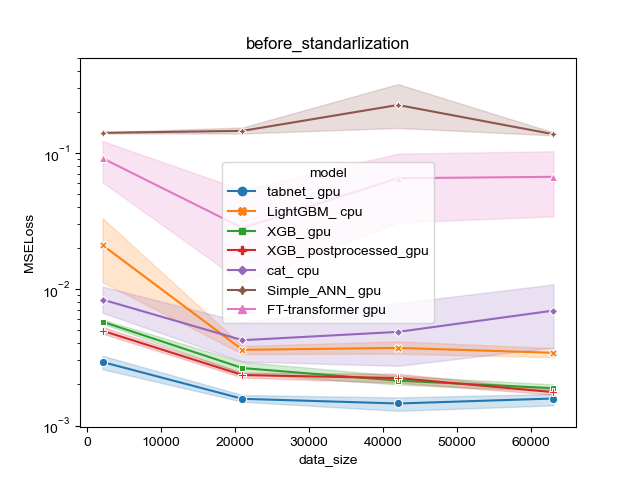 before_standarlization
MSELoss
10⁻¹
10⁻²
10⁻³
model
tabnet_ gpu
LightGBM_ cpu
XGB_ gpu
XGB_ postprocessed_gpu
cat_ cpu
Simple_ANN_ gpu
FT-transformer gpu
0 10000 20000 30000 40000 50000 60000
data_size